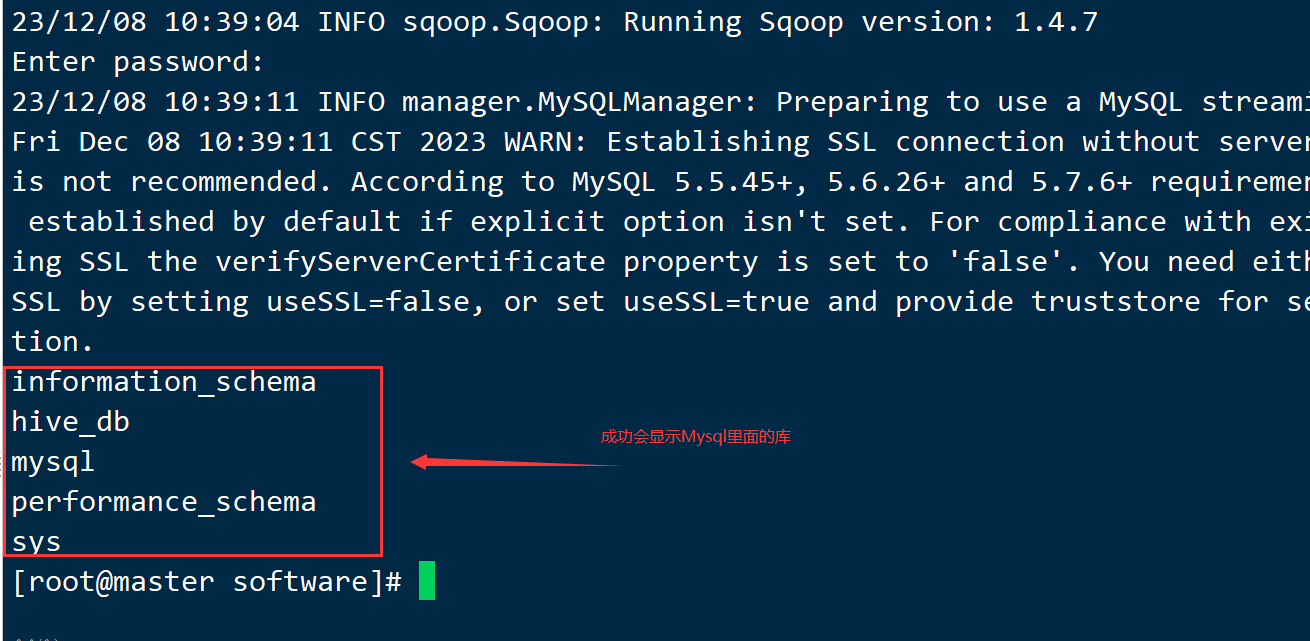 23/12/08 10:39:04 INFO sqoop.Sqoop: Running Sqoop version: 1.4.7
Enter password:
23/12/08 10:39:11 INFO manager.MySQLManager: Preparing to use a MySQL
Fri Dec 08 10:39:11 CST 2023 WARN: Establishing SSL connection without
is not recommended. According to MySQL 5.5.45+, 5.6.26+ and 5.7.6+
established by default if explicit option isn't set. For compliance with
ing SSL the verifyServerCertificate property is set to 'false'. You need
SSL by setting useSSL=false, or set useSSL=true and provide truststore for
tion.
information_schema
hive_db
成功会显示Mysql里面的库
mysql
performance_schema
sys
[root@master software]#